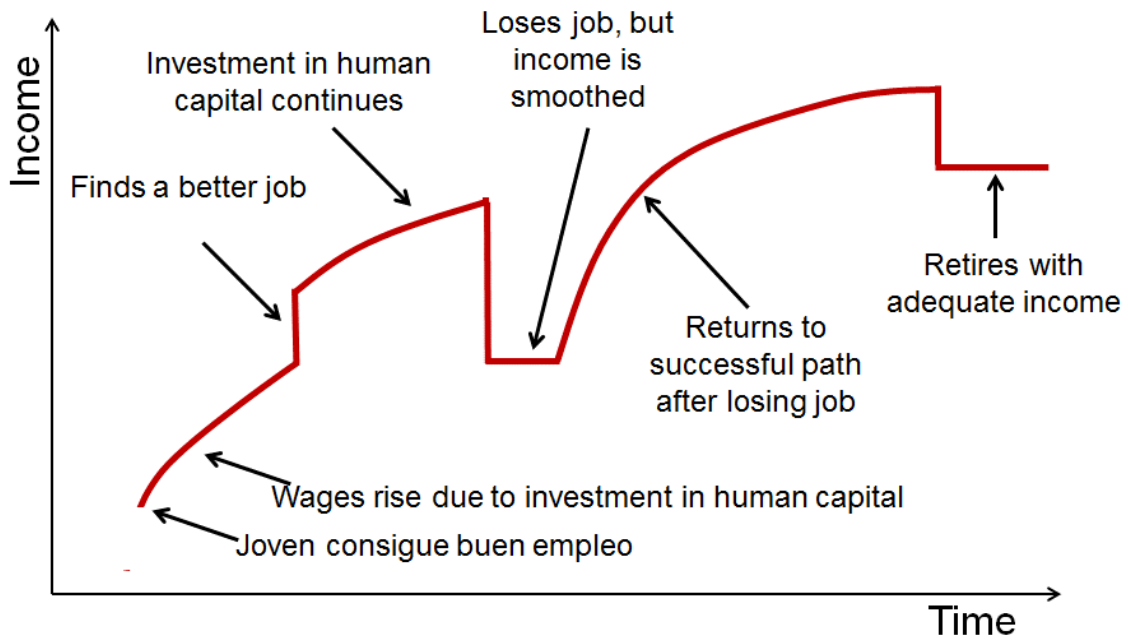 Income
Loses job, but
income is
smoothed
Investment in human
capital continues
Finds a better job
Retires with
adequate income
Returns to
successful path
after losing job
Wages rise due to investment in human capital
Joven consigue buen empleo
Time